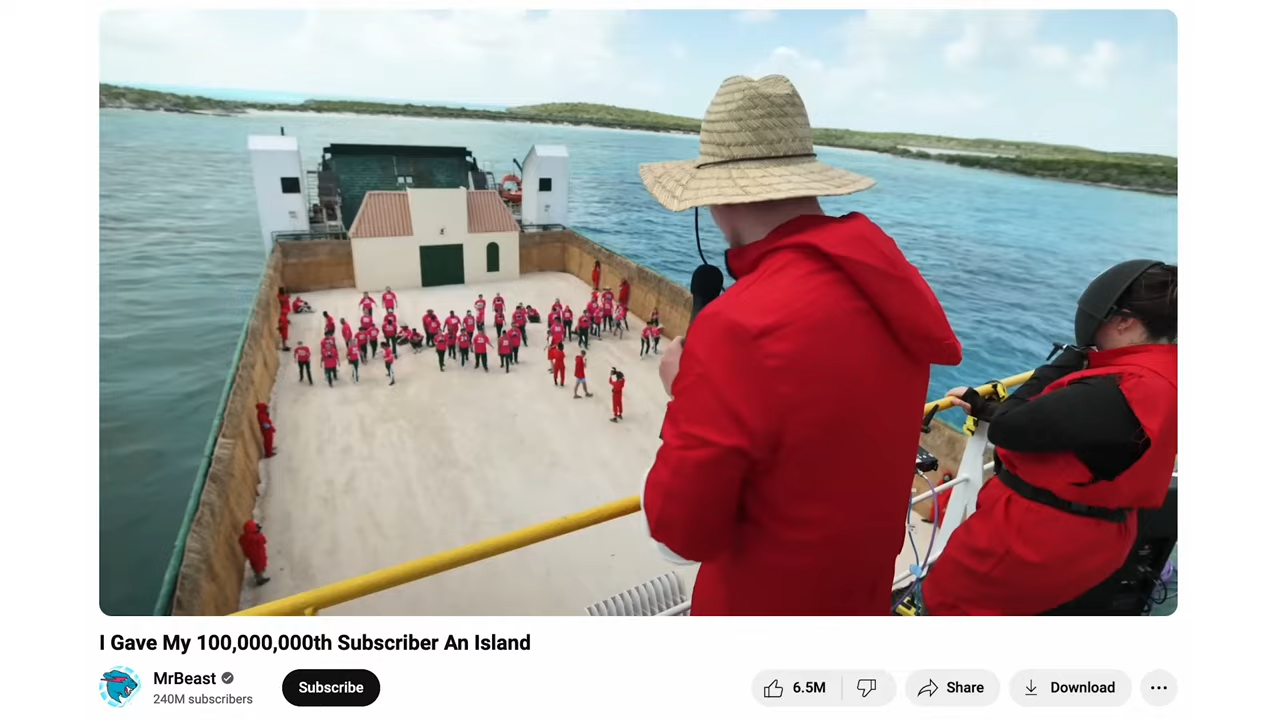 I Gave My 100,000,000th Subscriber An Island
MrBeast
240M subscribers
Subscribe
6.5M
Share
Download